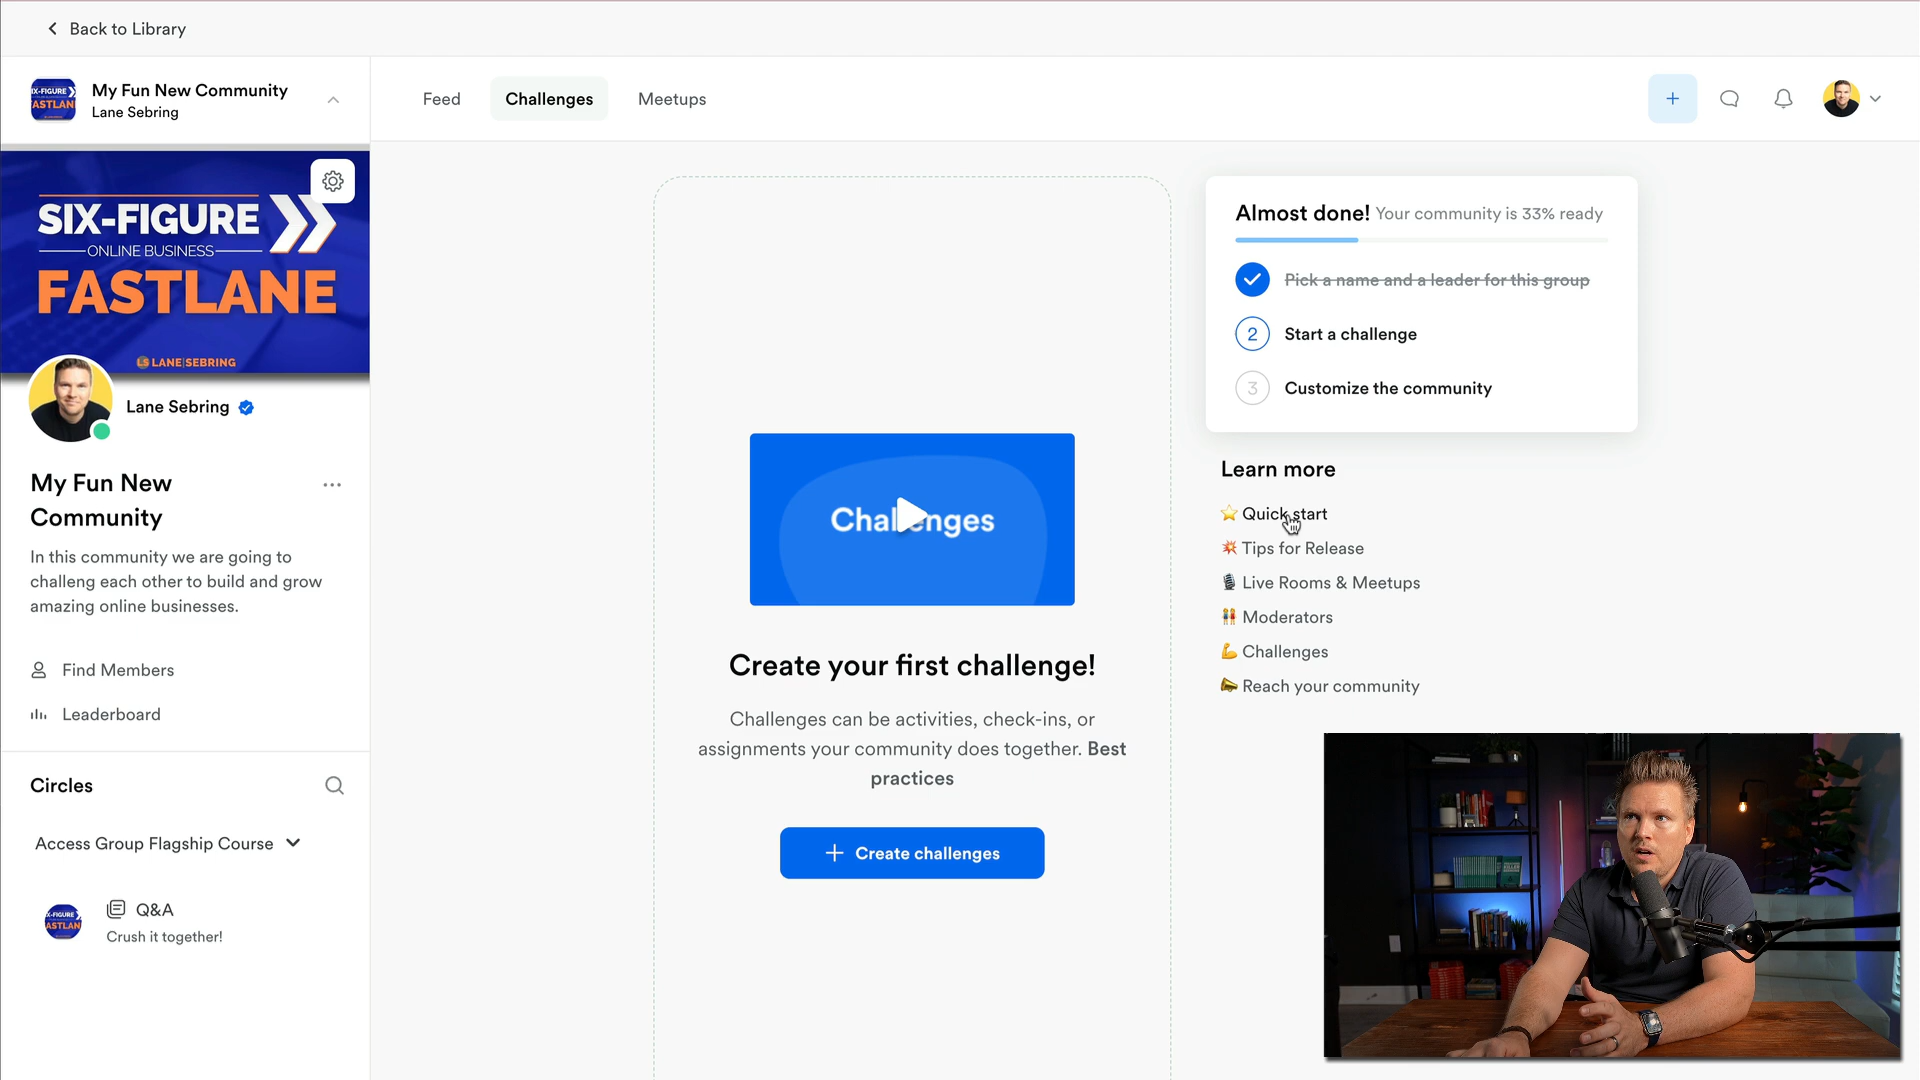 Back to Library
My Fun New Community
Lane Sebring
Feed
Challenges
Meetups
SIX-FIGURE
ONLINE BUSINESS
FASTLANE
LS LANE|SEBRING
Lane Sebring
My Fun New
Community
In this community we are going to
challeng each other to build and grow
amazing online businesses.
Find Members
Leaderboard
Circles
Access Group Flagship Course
Q&A
Crush it together!
Challenges
Create your first challenge!
Challenges can be activities, check-ins, or
assignments your community does together. Best
practices
+ Create challenges
Almost done! Your community is 33% ready
Pick a name and a leader for this group
2 Start a challenge
3 Customize the community
Learn more
Quick start
Tips for Release
Live Rooms & Meetups
Moderators
Challenges
Reach your community